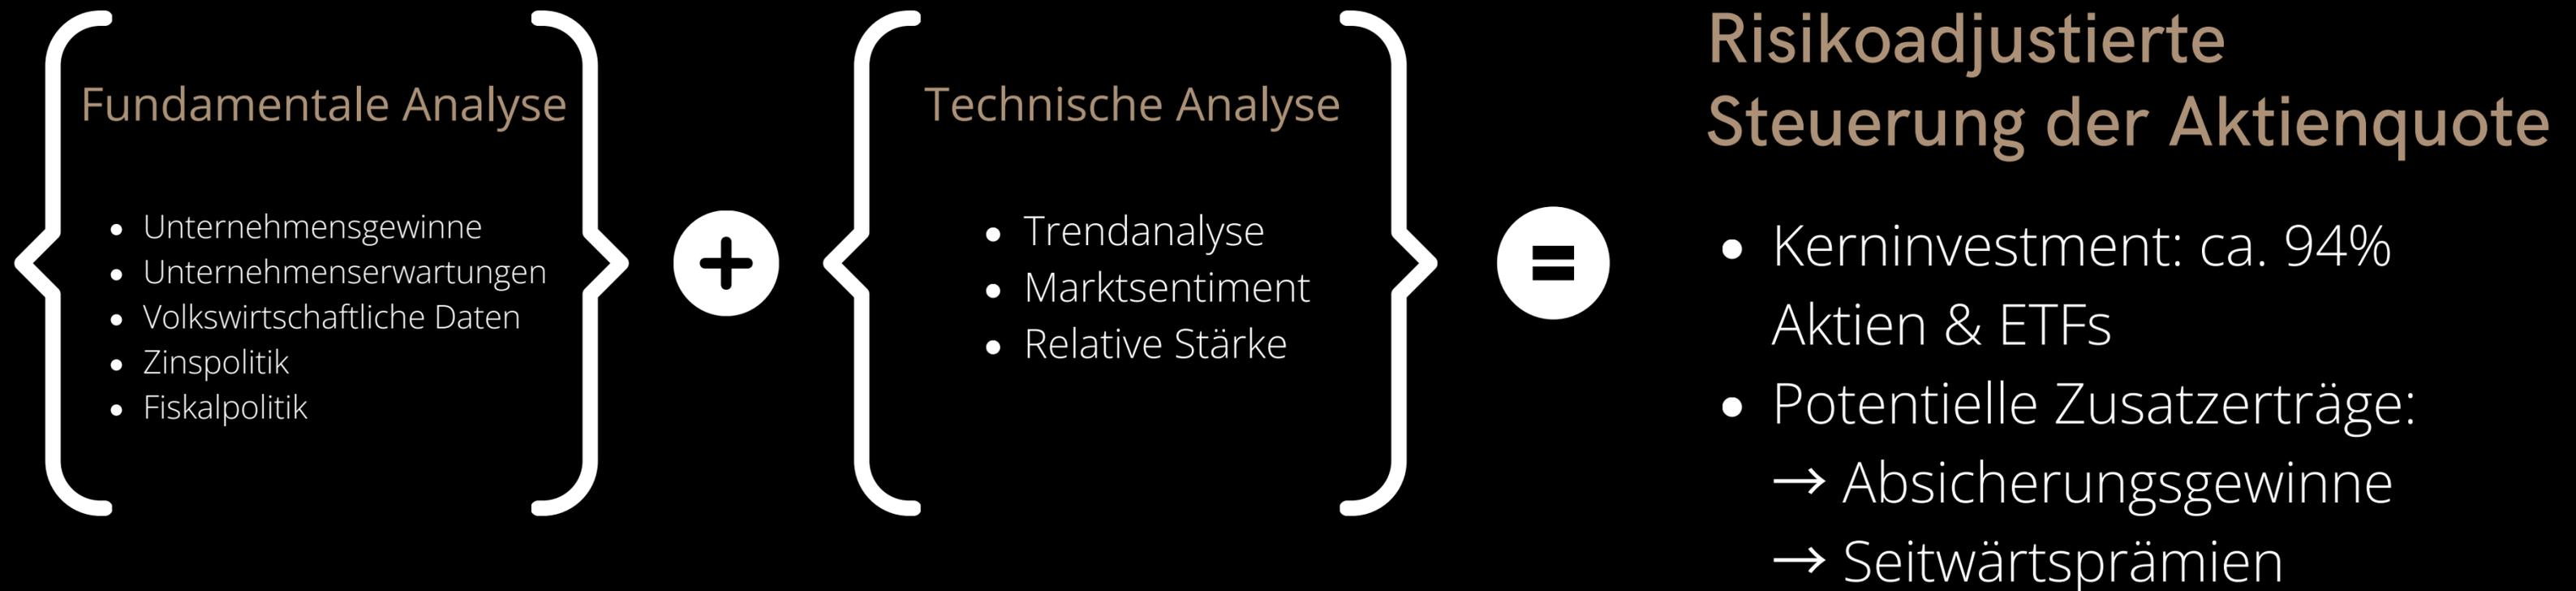 Fundamentale Analyse
• Unternehmensgewinne
• Unternehmenserwartungen
• Volkswirtschaftliche Daten
• Zinspolitik
• Fiskalpolitik
+
Technische Analyse
• Trendanalyse
• Marktsentiment
• Relative Stärke
=
Risikoadjustierte
Steuerung der Aktienquote
• Kerninvestment: ca. 94%
Aktien & ETFs
• Potentielle Zusatzerträge:
→ Absicherungsgewinne
→ Seitwärtsprämien